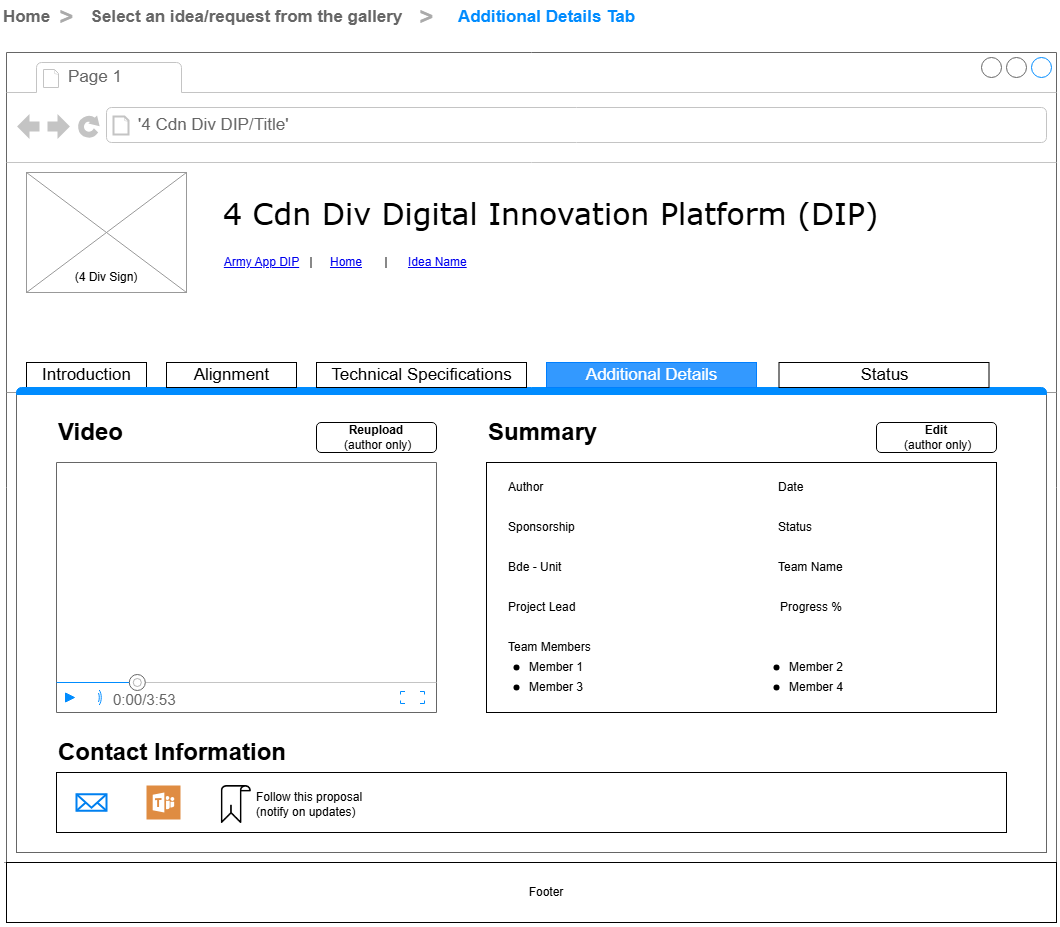 Home > Select an idea/request from the gallery > Additional Details Tab
Page 1
'4 Cdn Div DIP/Title'
(4 Div Sign)
4 Cdn Div Digital Innovation Platform (DIP)
Army App DIP | Home | Idea Name
Introduction Alignment Technical Specifications Additional Details Status
Video
Reupload
(author only)
0:00/3:53
Summary
Edit
(author only)
Author Date
Sponsorship Status
Bde - Unit Team Name
Project Lead Progress %
Team Members
• Member 1 • Member 2
• Member 3 • Member 4
Contact Information
T
Follow this proposal
(notify on updates)
Footer